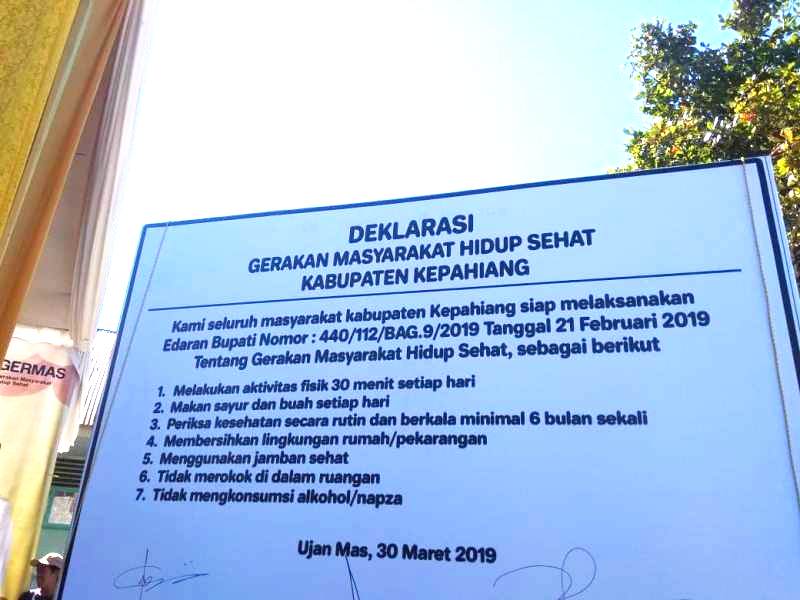 DEKLARASI
GERAKAN MASYARAKAT HIDUP SEHAT
KABUPATEN KEPAHIANG
Kami seluruh masyarakat kabupaten Kepahiang siap melaksanakan
Edaran Bupati Nomor : 440/112/BAG.9/2019 Tanggal 21 Februari 2019
Tentang Gerakan Masyarakat Hidup Sehat, sebagai berikut
1. Melakukan aktivitas fisik 30 menit setiap hari
2. Makan sayur dan buah setiap hari
3. Periksa kesehatan secara rutin dan berkala minimal 6 bulan sekali
4. Membersihkan lingkungan rumah/pekarangan
5. Menggunakan jamban sehat
6. Tidak merokok di dalam ruangan
7. Tidak mengkonsumsi alkohol/napza
Ujan Mas, 30 Maret 2019
GERMAS
Gerakan Masyarakat
Hidup Sehat